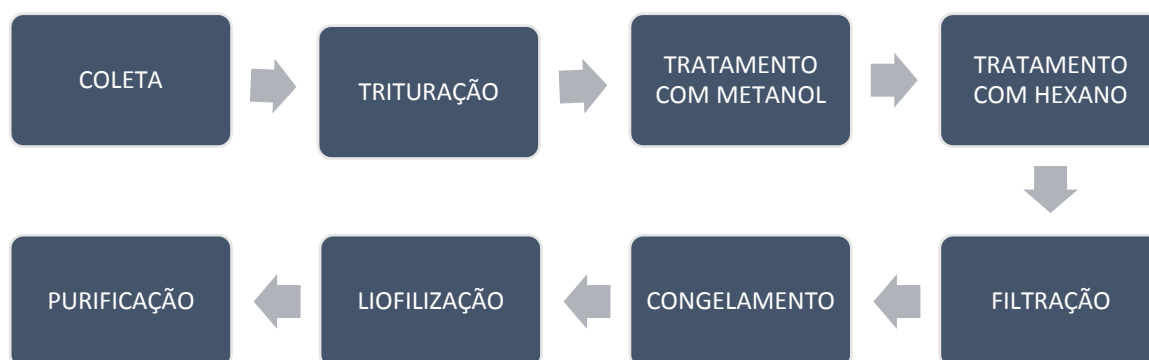 COLETA
TRITURAÇÃO
TRATAMENTO
COM METANOL
TRATAMENTO
COM HEXANO
FILTRAÇÃO
CONGELAMENTO
LIOFILIZAÇÃO
PURIFICAÇÃO